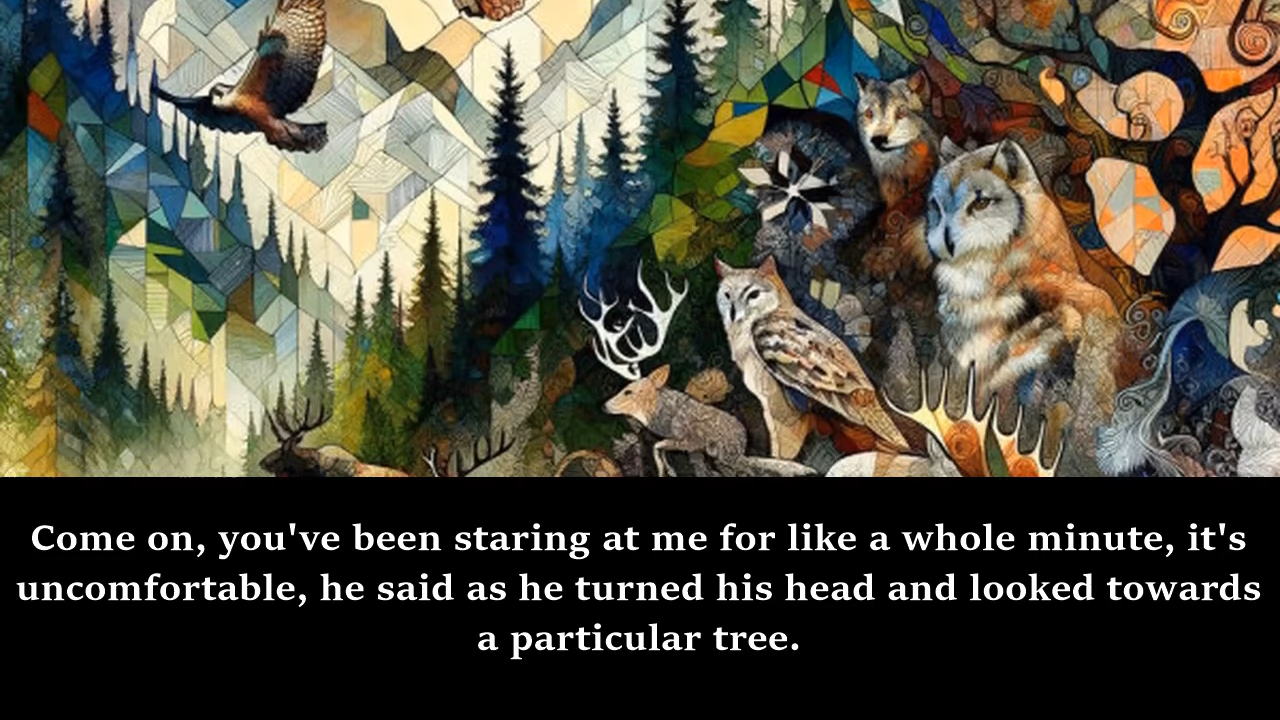 Come on, you've been staring at me for like a whole minute, it's
uncomfortable, he said as he turned his head and looked towards
a particular tree.